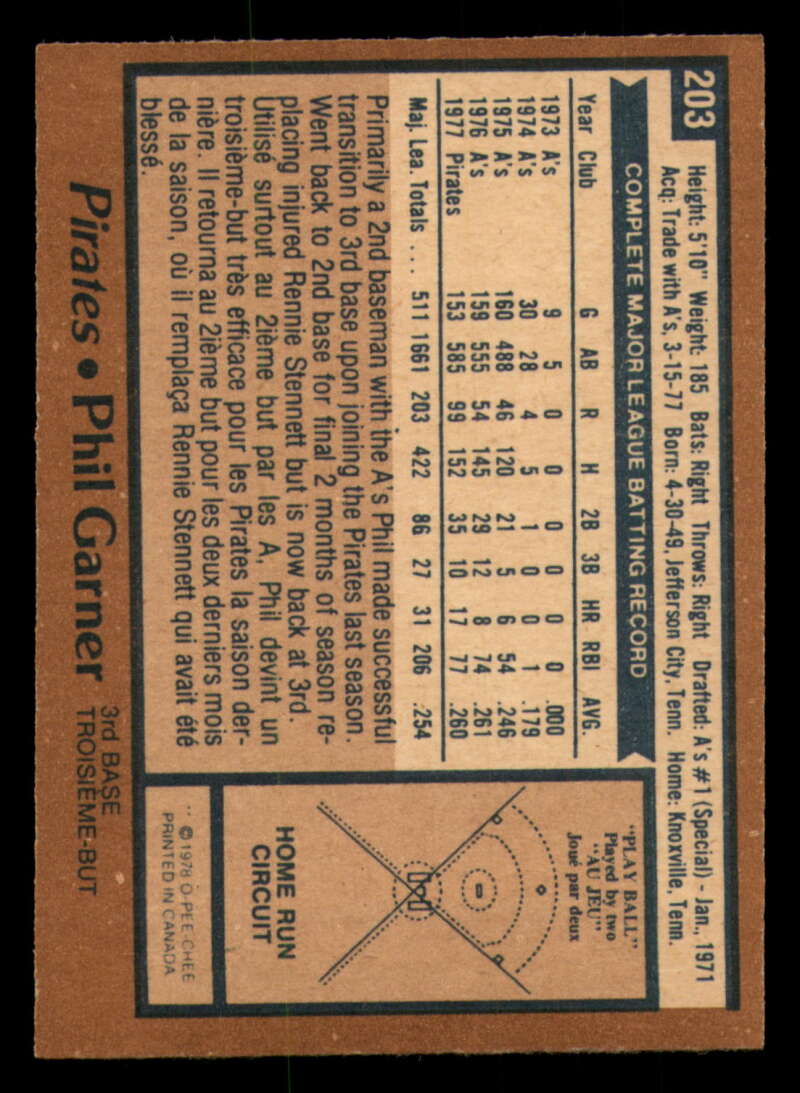 203
Height: 5'10" Weight: 185 Bats: Right Throws: Right Drafted: A's #1 (Special) - Jan., 1971
Acq: Trade with A's, 3-15-77 Born: 4-30-49, Jefferson City, Tenn. Home: Knoxville, Tenn.
COMPLETE MAJOR LEAGUE BATTING RECORD
Year Club G AB R H 2B 3B HR RBI AVG.
1973 A's 9 5 0 0 0 0 0 0 .000
1974 A's 30 28 4 5 1 0 0 1 .179
1975 A's 160 488 46 120 21 5 6 54 .246
1976 A's 159 555 54 145 29 12 8 74 .261
1977 Pirates 153 585 99 152 35 10 17 77 .260
Maj. Lea. Totals ... 511 1661 203 422 86 27 31 206 .254
Primarily a 2nd baseman with the A's Phil made successful
transition to 3rd base upon joining the Pirates last season.
Went back to 2nd base for final 2 months of season re-
placing injured Rennie Stennett but is now back at 3rd.
Utilisé surtout au 2ième but par les A, Phil devint un
troisième-but très efficace pour les Pirates la saison der-
nière. Il retourna au 2ième but pour les deux derniers mois
de la saison, où il remplaça Rennie Stennett qui avait été
blessé.
"PLAY BALL"
Played by two
"AU JEU"
Joué par deux
HOME RUN
CIRCUIT
** ©1978 O-PEE-CHEE
PRINTED IN CANADA
Pirates • Phil Garner
3rd BASE
TROISIÈME-BUT